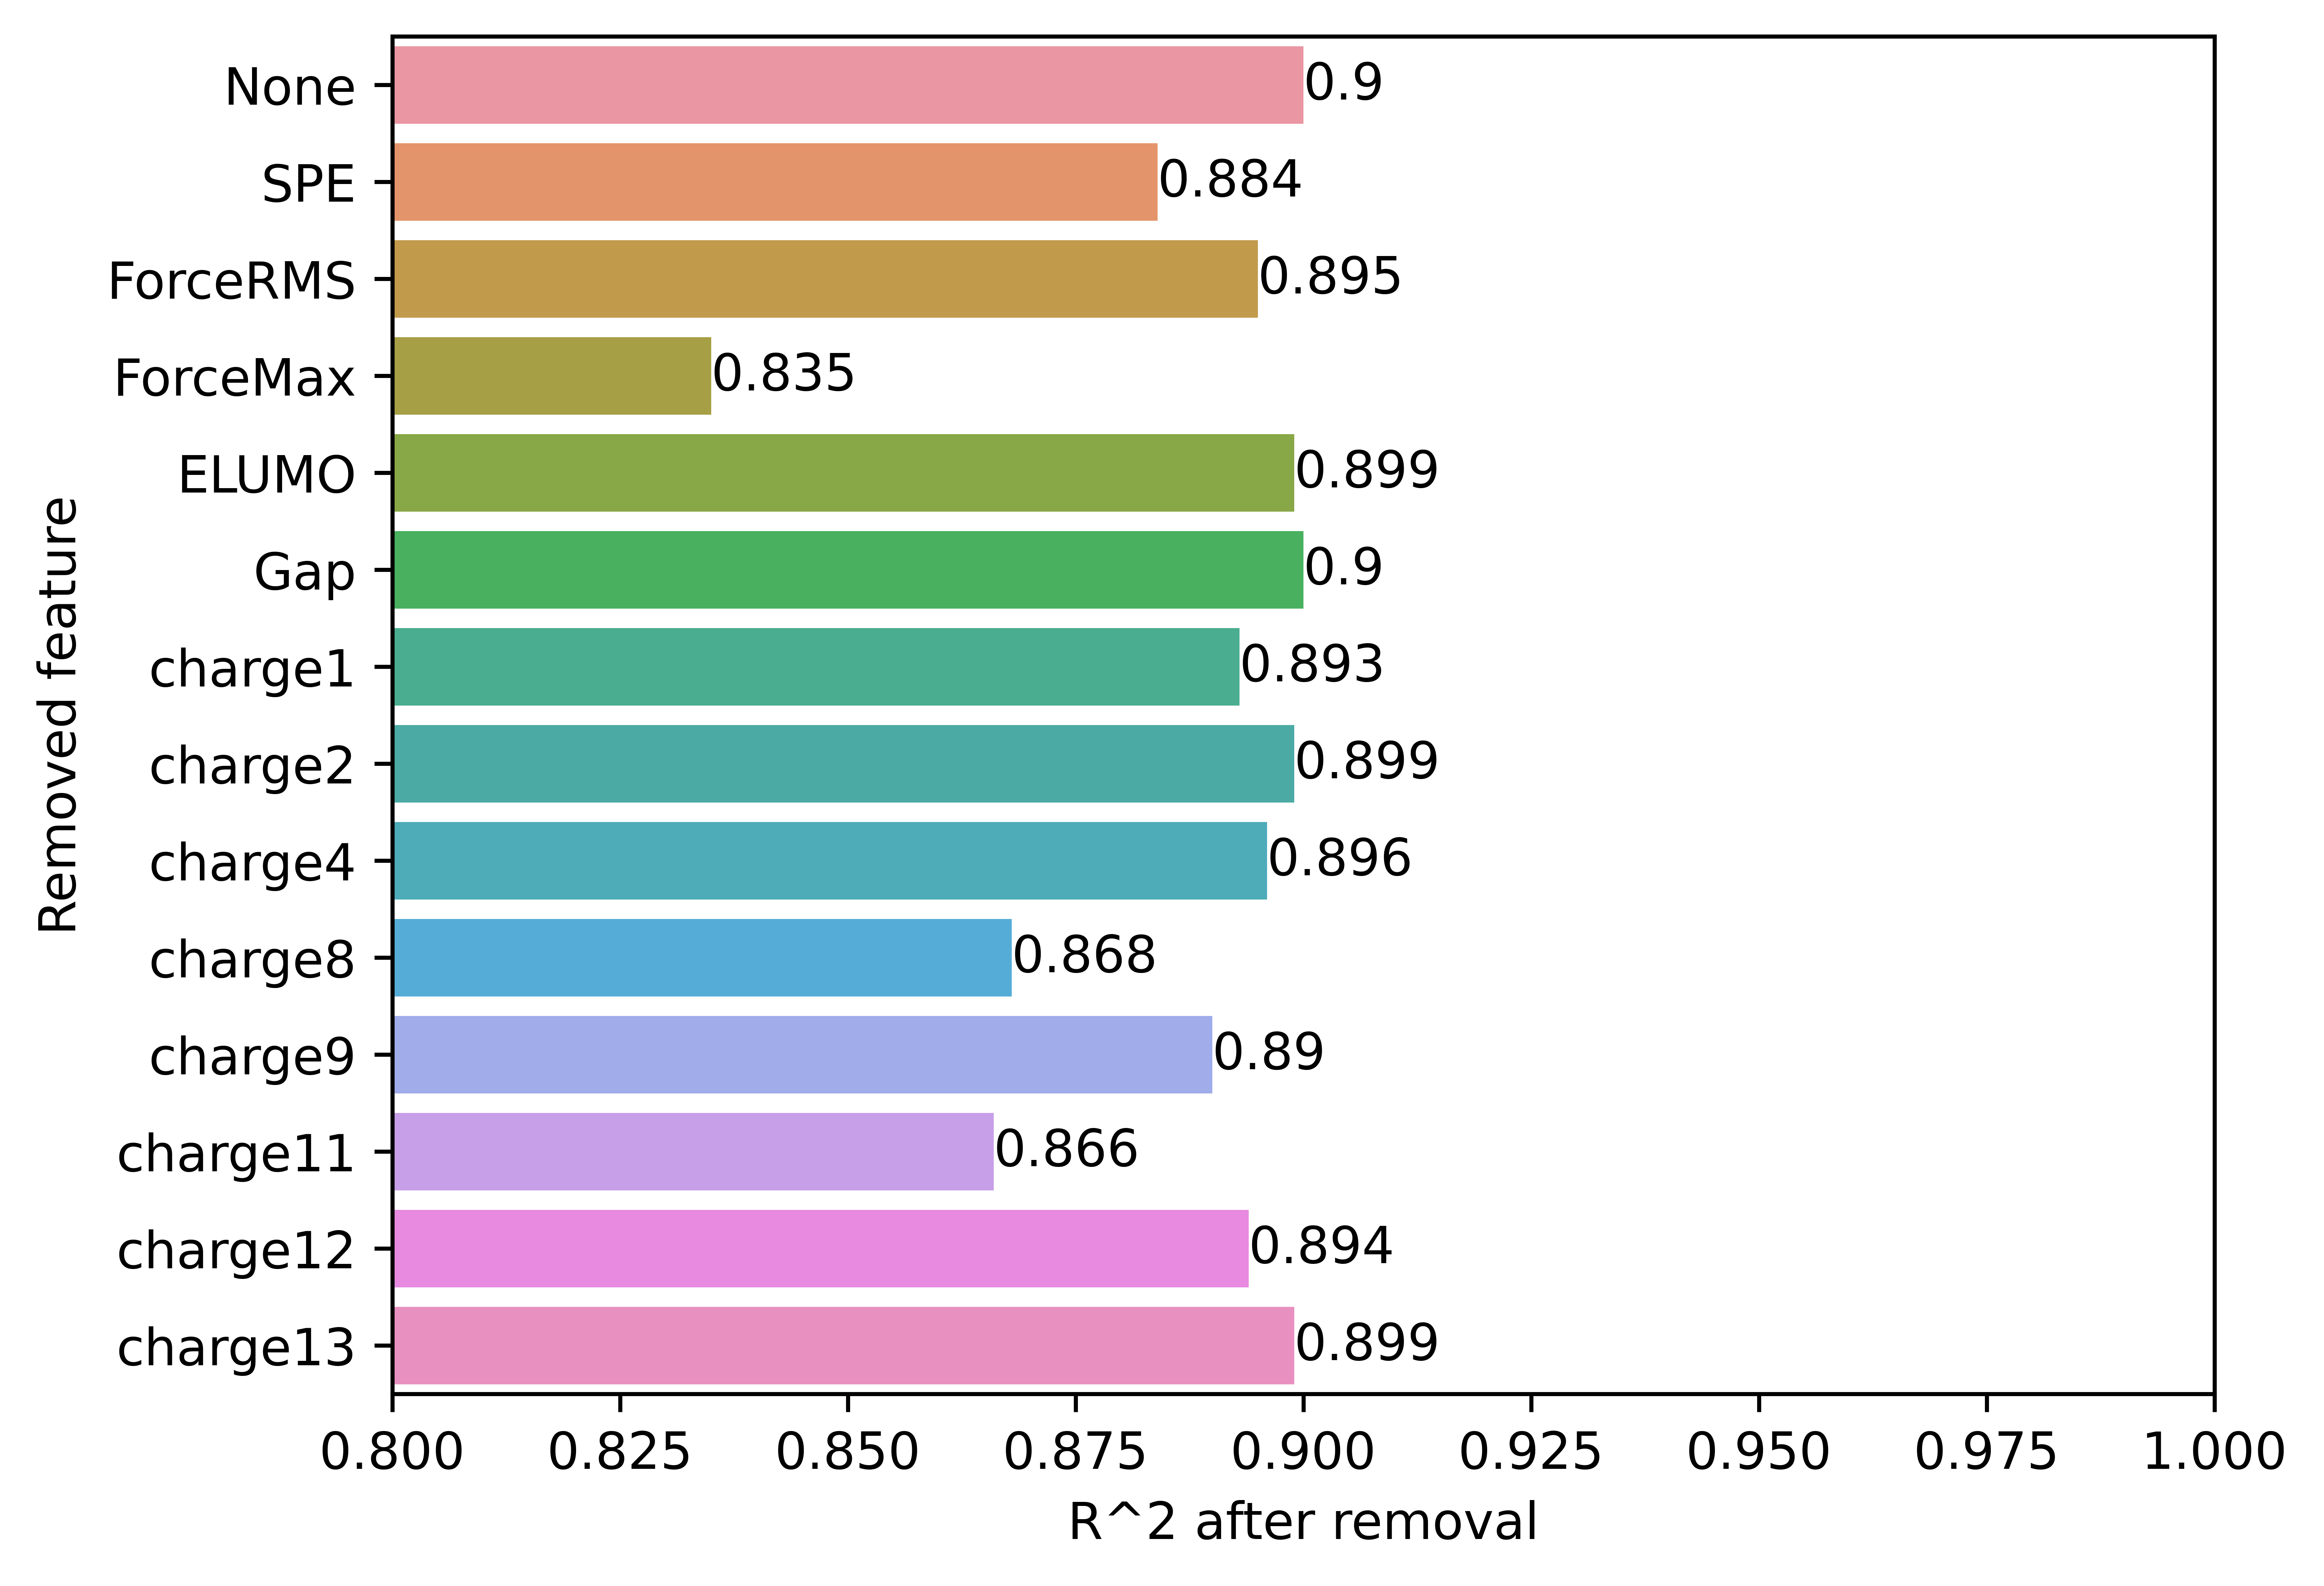 None 0.9
SPE 0.884
ForceRMS 0.895
ForceMax 0.835
ELUMO 0.899
Gap 0.9
charge1 0.893
charge2 0.899
charge4 0.896
charge8 0.868
charge9 0.89
charge11 0.866
charge12 0.894
charge13 0.899
Removed feature
0.800 0.825 0.850 0.875 0.900 0.925 0.950 0.975 1.000
R^2 after removal